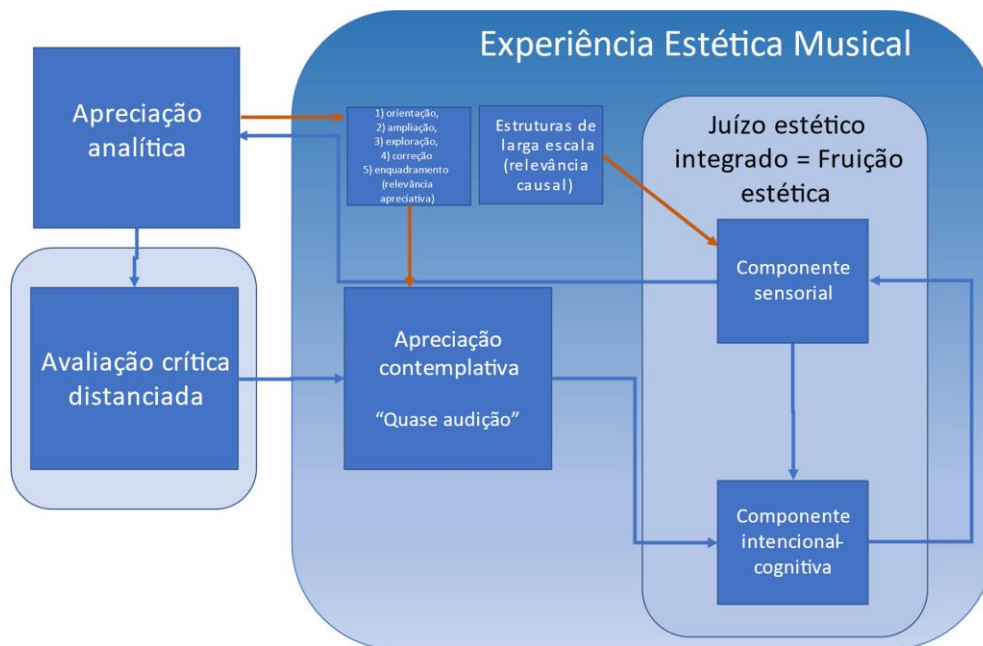 Experiência Estética Musical
Apreciação
analítica
1) orientação,
2) ampliação,
3) exploração,
4) correção
5) enquadramento
(relevância
apreciativa)
Estruturas de
larga escala
(relevância
causal)
Juízo estético
integrado = Fruição
estética
Componente
sensorial
Avaliação crítica
distanciada
Apreciação
contemplativa
“Quase audição”
Componente
intencional-
cognitiva